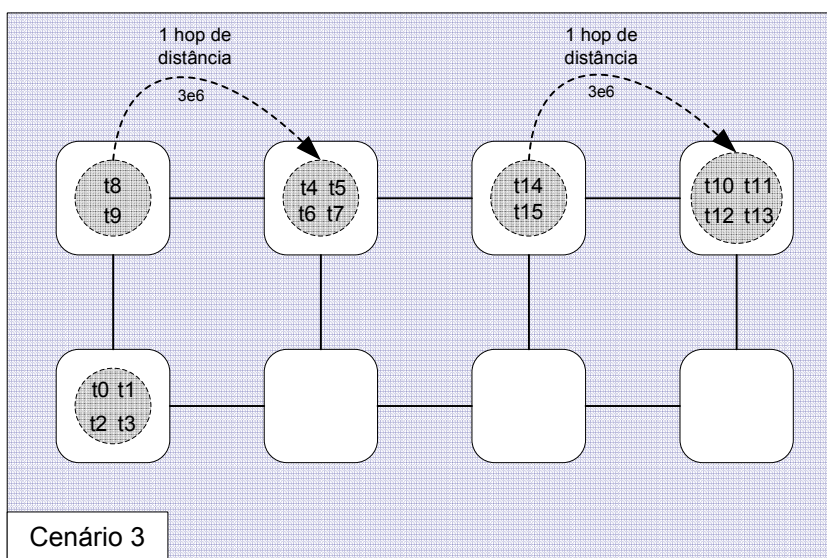 1 hop de
distância
3e6
1 hop de
distância
3e6
t8
t9
t4 t5
t6 t7
t14
t15
t10 t11
t12 t13
t0 t1
t2 t3
Cenário 3